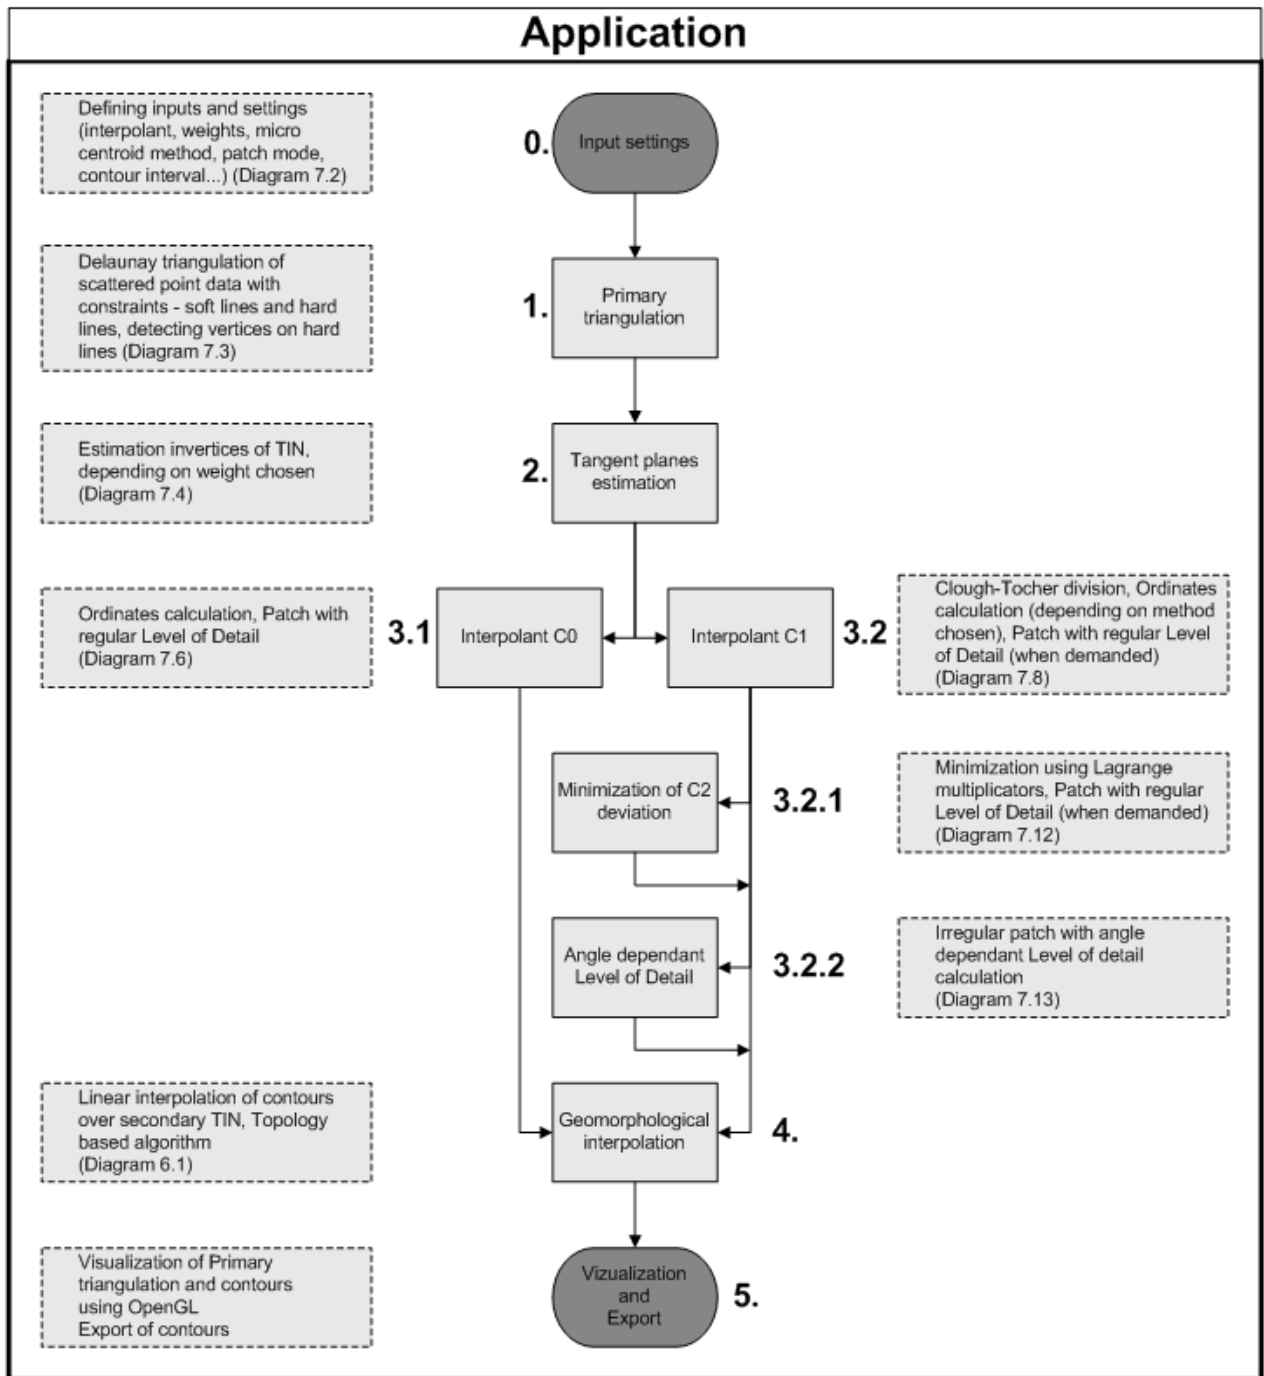 Application
Defining inputs and settings
(interpolant, weights, micro
centroid method, patch mode,
contour interval...) (Diagram 7.2)
0.
Input settings
Delaunay triangulation of
scattered point data with
constraints - soft lines and hard
lines, detecting vertices on hard
lines (Diagram 7.3)
1.
Primary
triangulation
Estimation invertices of TIN,
depending on weight chosen
(Diagram 7.4)
2.
Tangent planes
estimation
Ordinates calculation, Patch with
regular Level of Detail
(Diagram 7.6)
3.1
Interpolant C0
Interpolant C1
3.2
Clough-Tocher division, Ordinates
calculation (depending on method
chosen), Patch with regular Level
of Detail (when demanded)
(Diagram 7.8)
Minimization of C2
deviation
3.2.1
Minimization using Lagrange
multiplicators, Patch with regular
Level of Detail (when demanded)
(Diagram 7.12)
Angle dependant
Level of Detail
3.2.2
Irregular patch with angle
dependant Level of detail
calculation
(Diagram 7.13)
Linear interpolation of contours
over secondary TIN, Topology
based algorithm
(Diagram 6.1)
Geomorphological
interpolation
4.
Visualization of Primary
triangulation and contours
using OpenGL
Export of contours
Vizualization
and
Export
5.